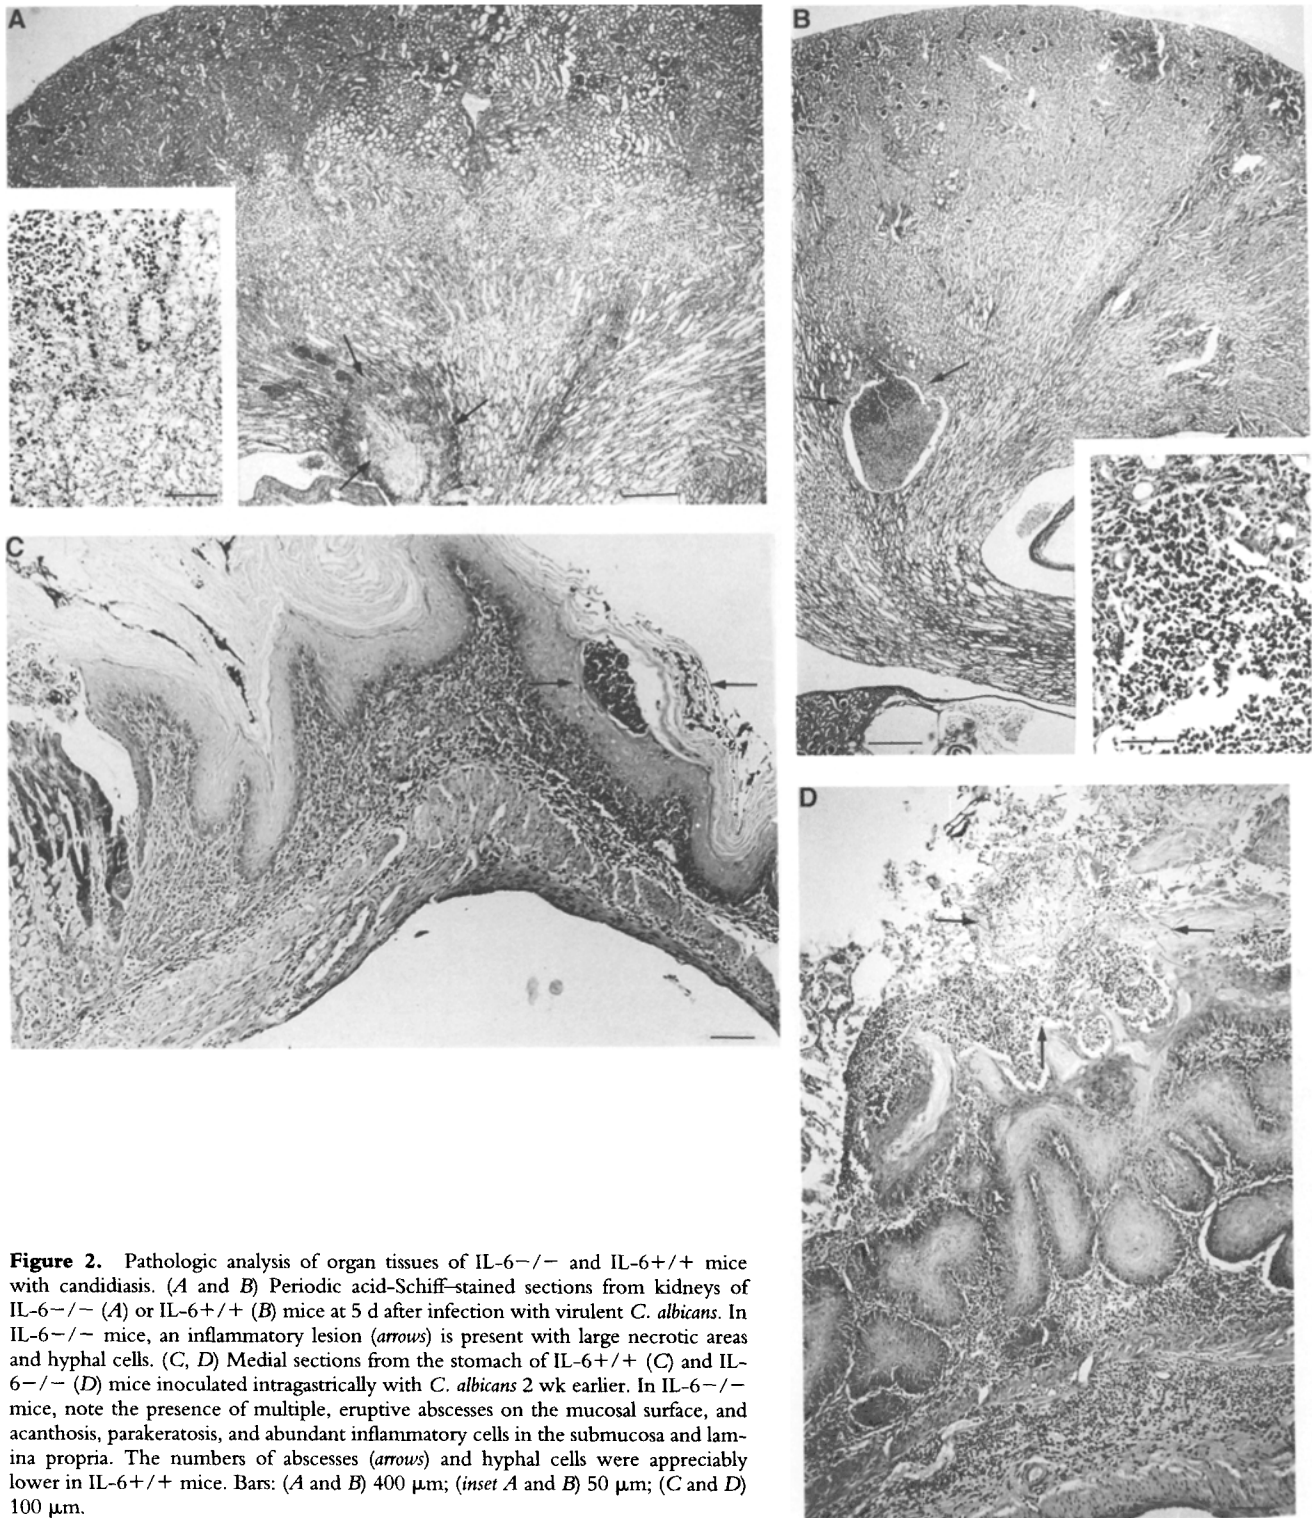 A
B
C
D
Figure 2. Pathologic analysis of organ tissues of IL-6−/− and IL-6+/+ mice
with candidiasis. (A and B) Periodic acid-Schiff–stained sections from kidneys of
IL-6−/− (A) or IL-6+/+ (B) mice at 5 d after infection with virulent C. albicans. In
IL-6−/− mice, an inflammatory lesion (arrows) is present with large necrotic areas
and hyphal cells. (C, D) Medial sections from the stomach of IL-6+/+ (C) and IL-
6−/− (D) mice inoculated intragastrically with C. albicans 2 wk earlier. In IL-6−/−
mice, note the presence of multiple, eruptive abscesses on the mucosal surface, and
acanthosis, parakeratosis, and abundant inflammatory cells in the submucosa and lam-
ina propria. The numbers of abscesses (arrows) and hyphal cells were appreciably
lower in IL-6+/+ mice. Bars: (A and B) 400 μm; (inset A and B) 50 μm; (C and D)
100 μm.